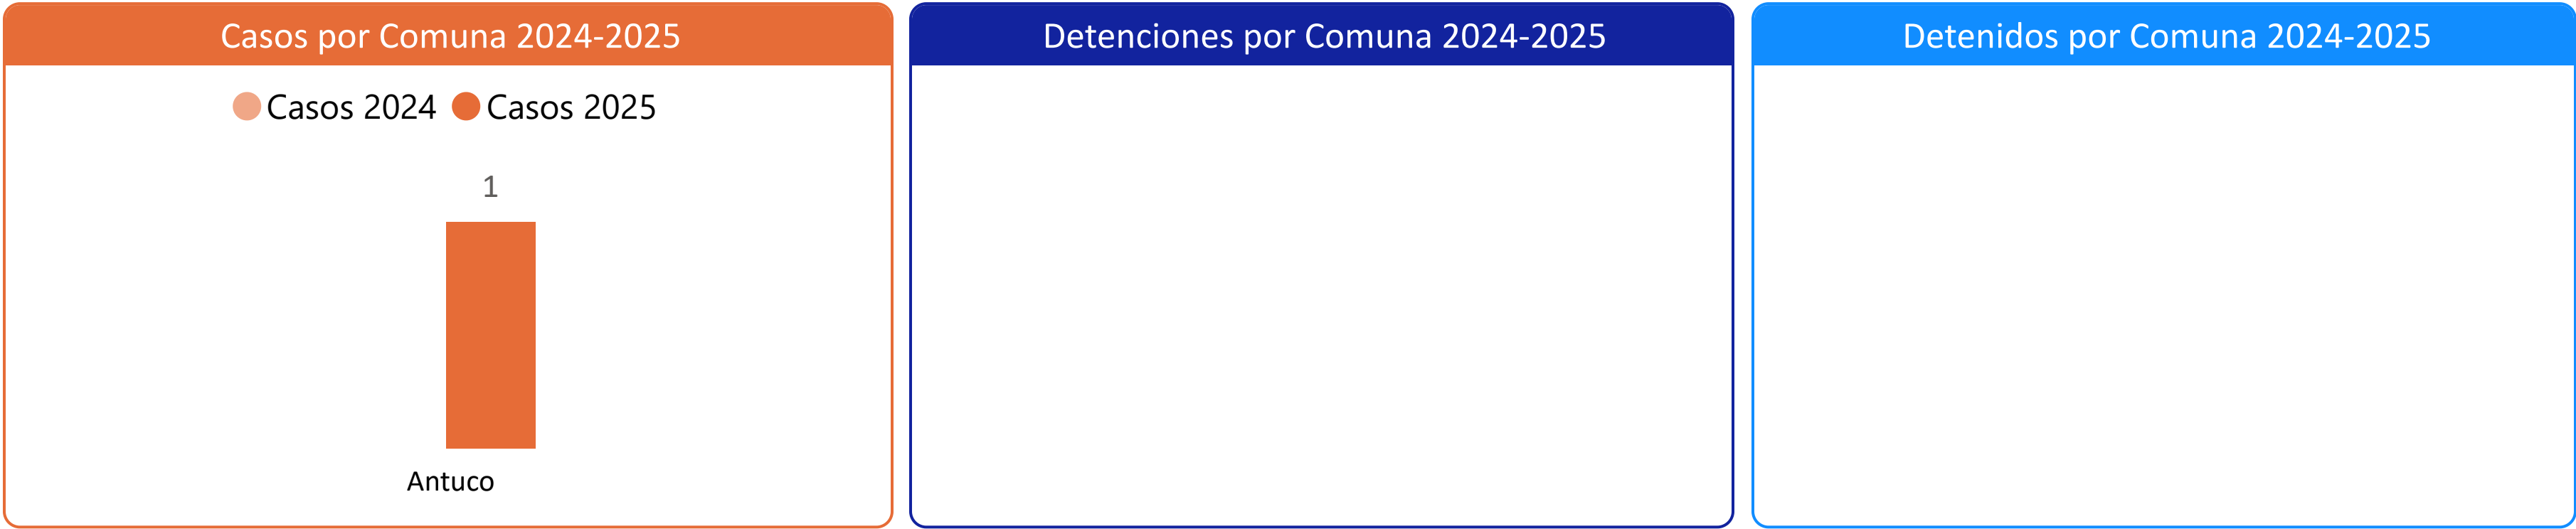 Casos por Comuna 2024-2025
Casos 2024 Casos 2025
1
Antuco
Detenciones por Comuna 2024-2025
Detenidos por Comuna 2024-2025